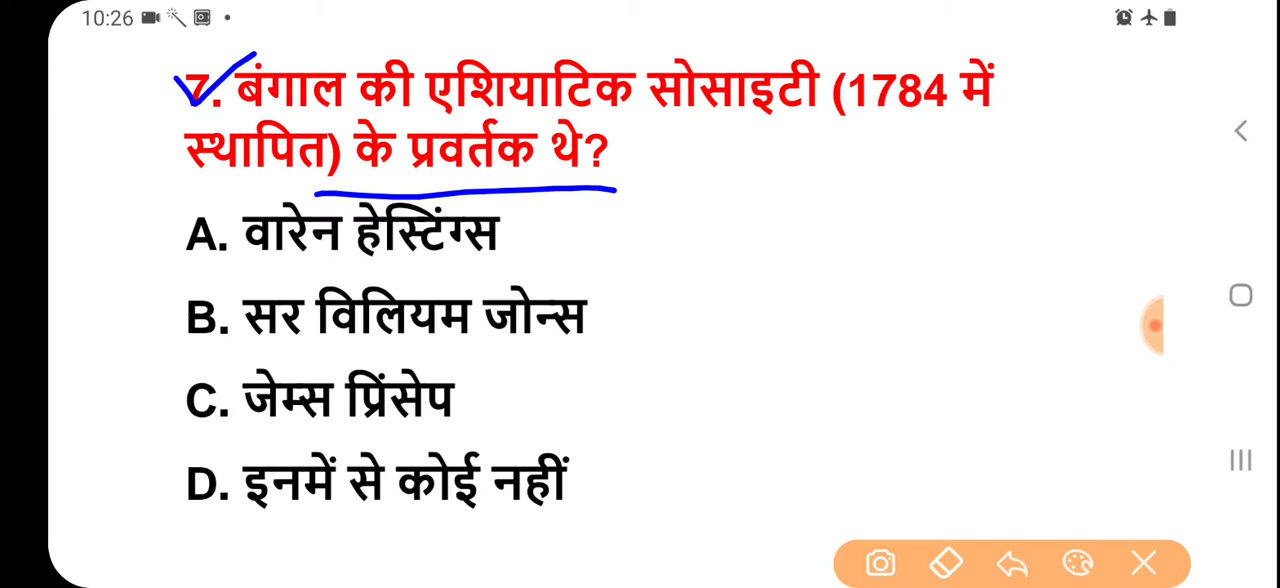 10:26
7. बंगाल की एशियाटिक सोसाइटी (1784 में
स्थापित) के प्रवर्तक थे?
A. वारेन हेस्टिंग्स
B. सर विलियम जोन्स
C. जेम्स प्रिंसेप
D. इनमें से कोई नहीं